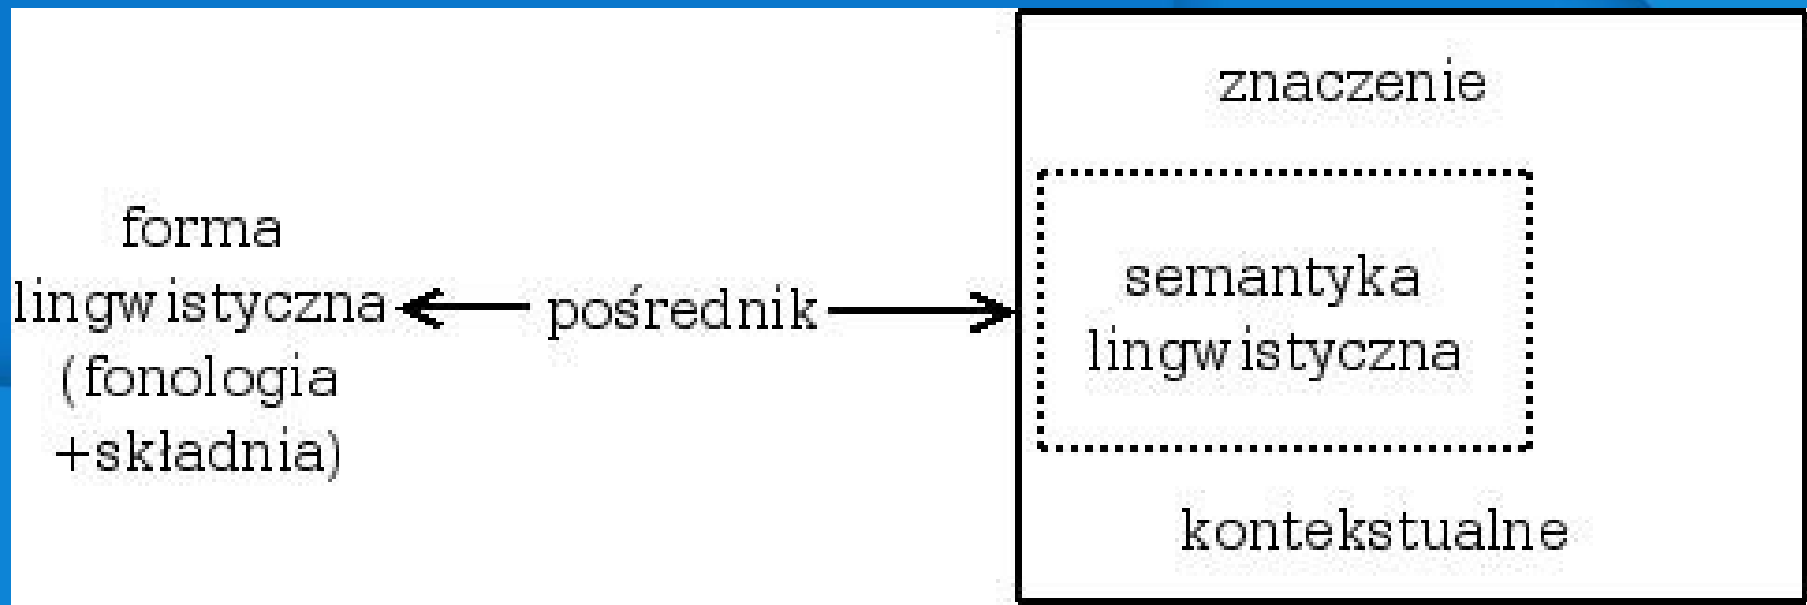 forma
lingwistyczna
(fonologia
+składnia)
pośrednik
znaczenie
semantyka
lingwistyczna
kontekstualne